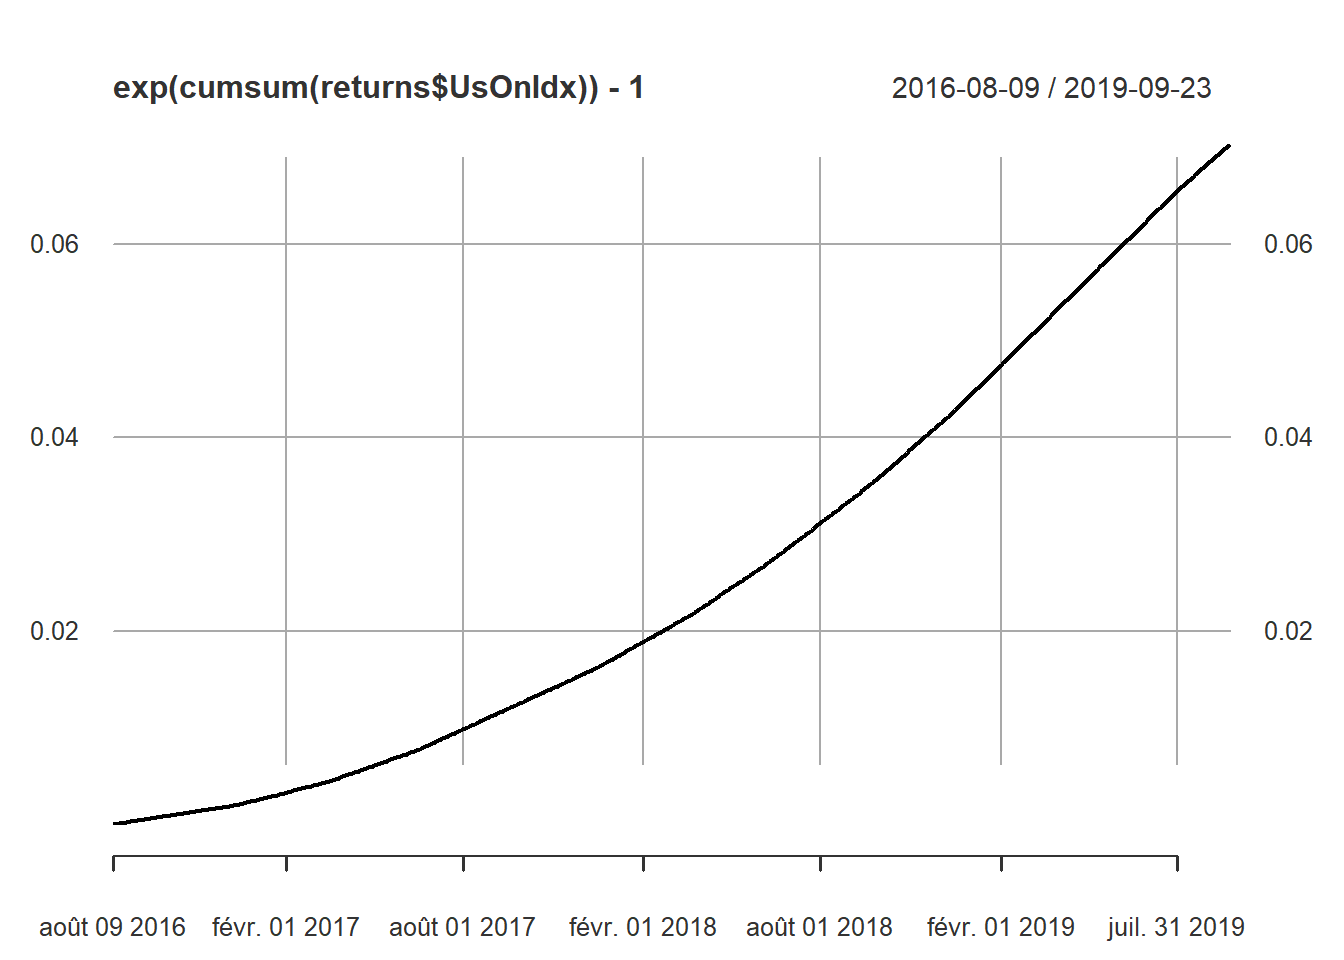 exp(cumsum(returns$UsOnIdx)) - 1 2016-08-09 / 2019-09-23
0.06 0.06
0.04 0.04
0.02 0.02
août 09 2016 févr. 01 2017 août 01 2017 févr. 01 2018 août 01 2018 févr. 01 2019 juil. 31 2019